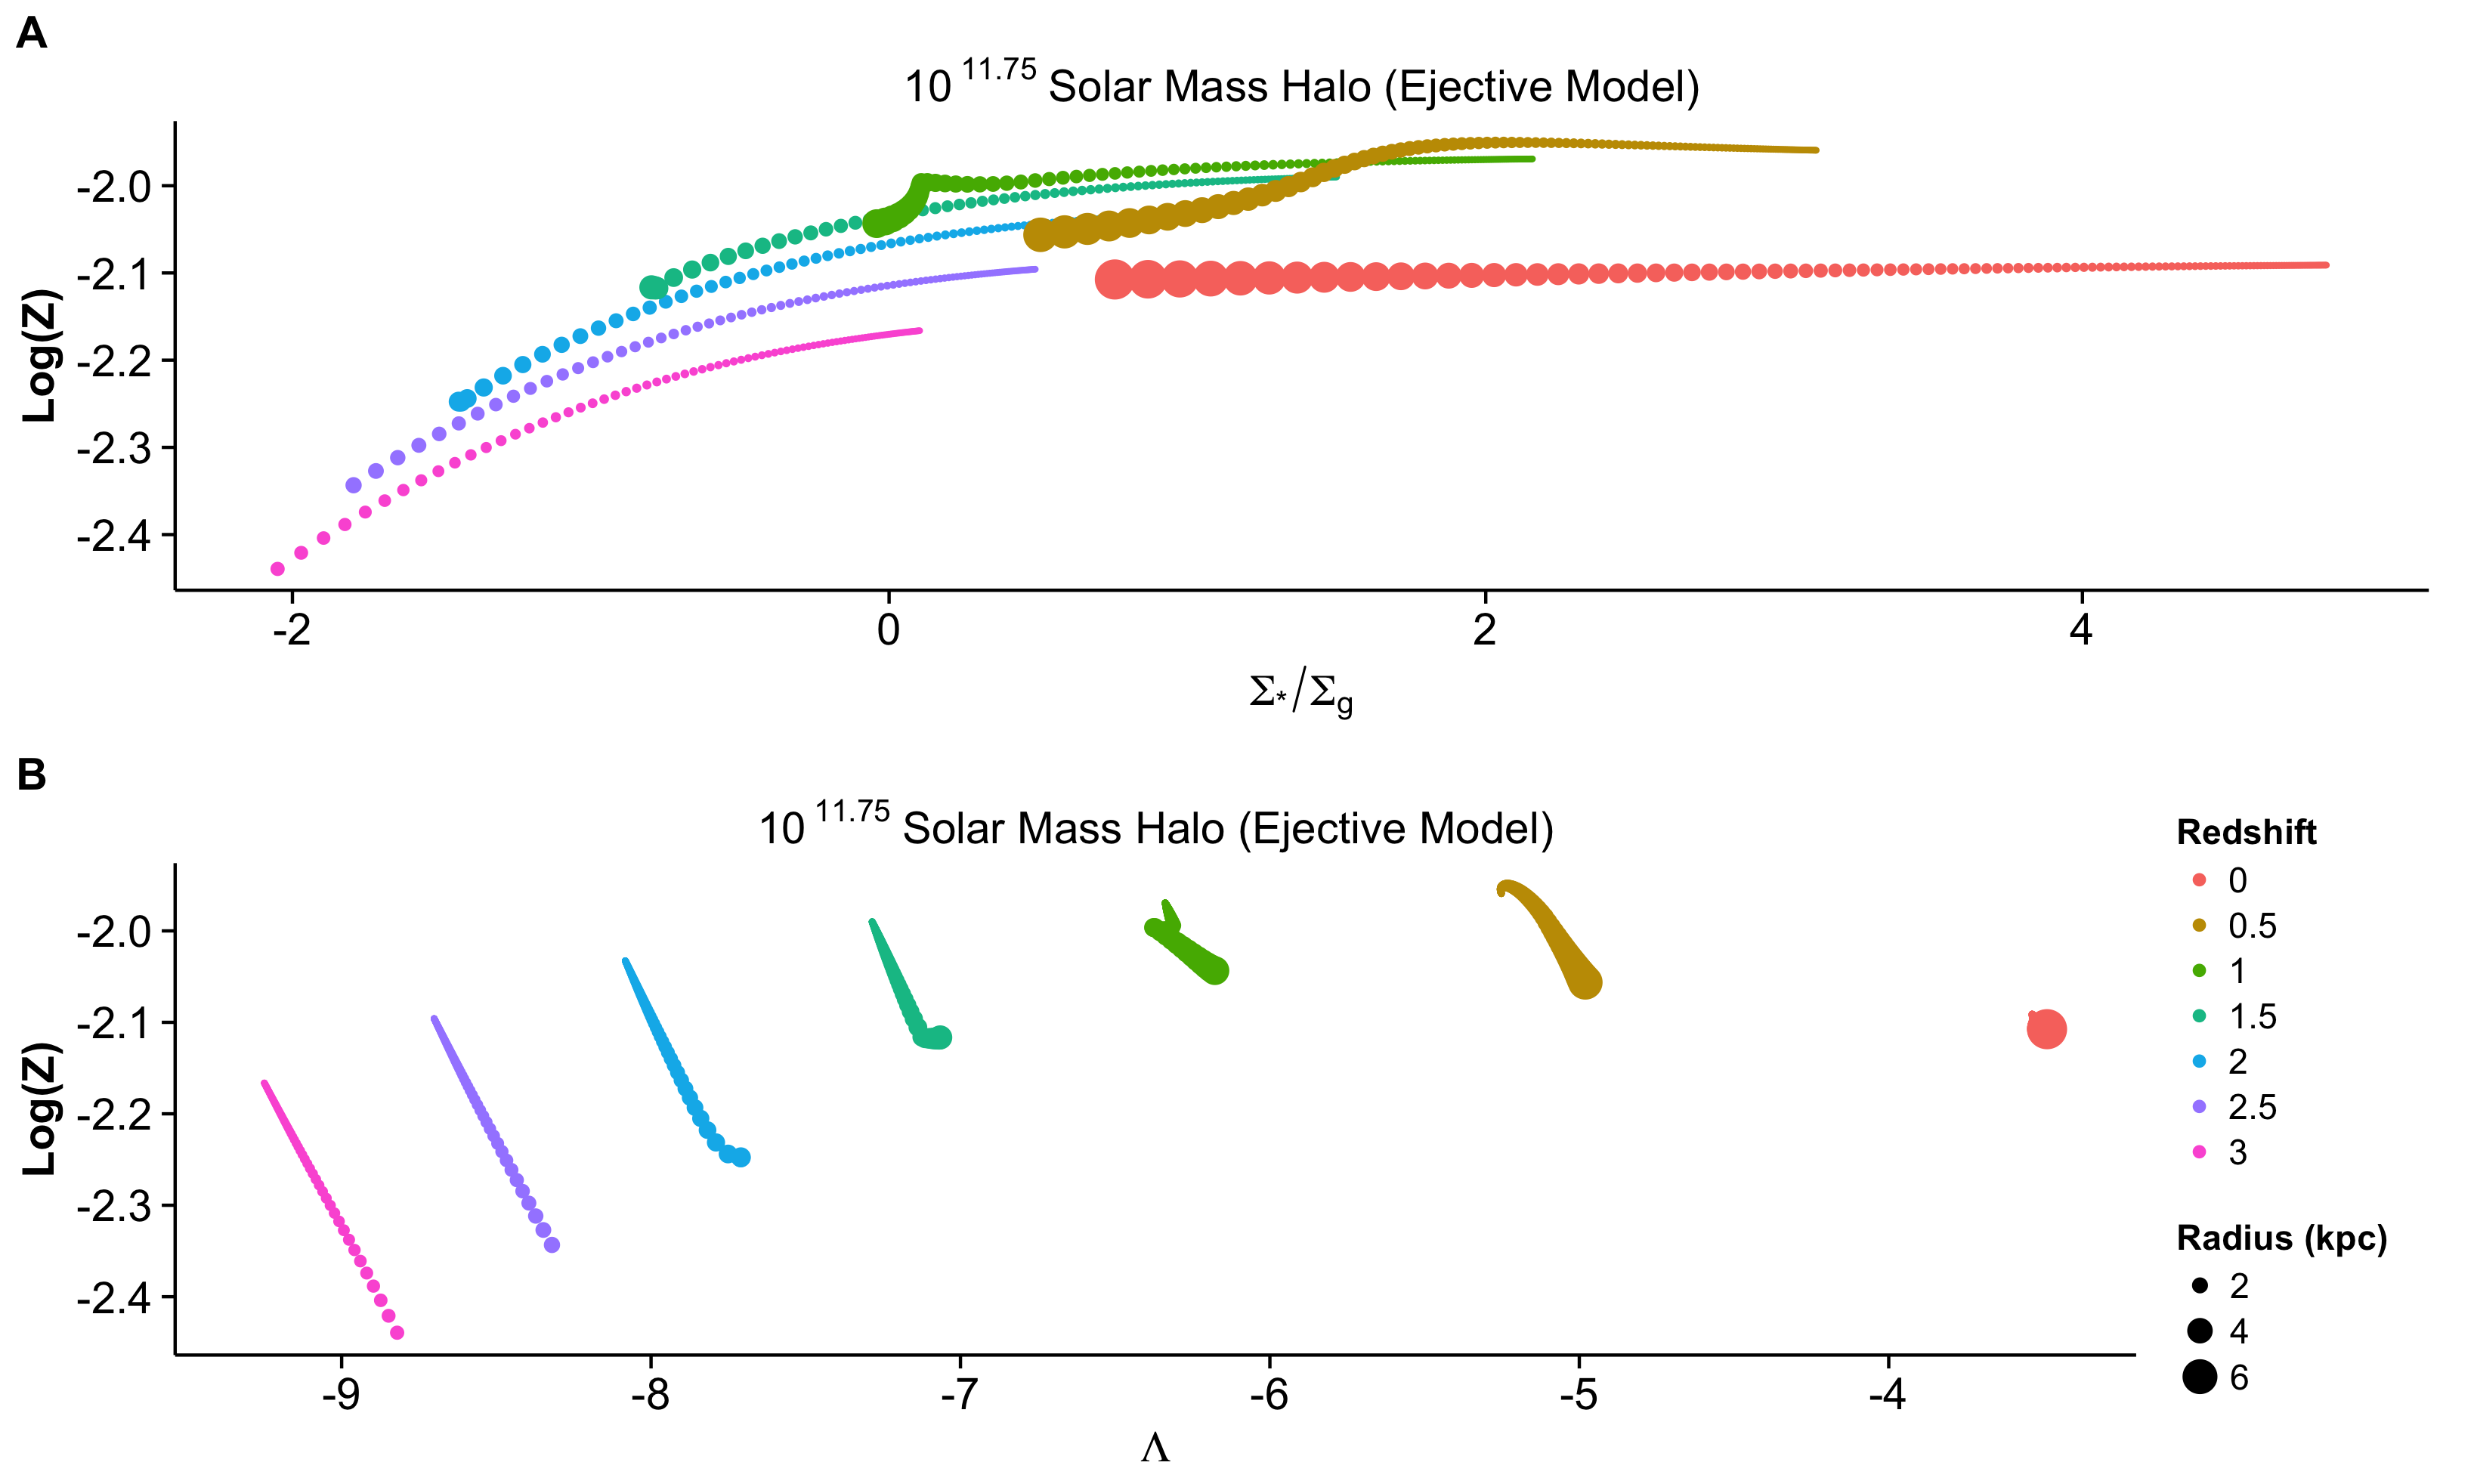 A
10 11.75 Solar Mass Halo (Ejective Model)
Log(Z)
-2.0
-2.1
-2.2
-2.3
-2.4
-2 0 2 4
Σ*/Σg
B
10 11.75 Solar Mass Halo (Ejective Model)
Log(Z)
-2.0
-2.1
-2.2
-2.3
-2.4
-9 -8 -7 -6 -5 -4
Λ
Redshift
0
0.5
1
1.5
2
2.5
3
Radius (kpc)
2
4
6